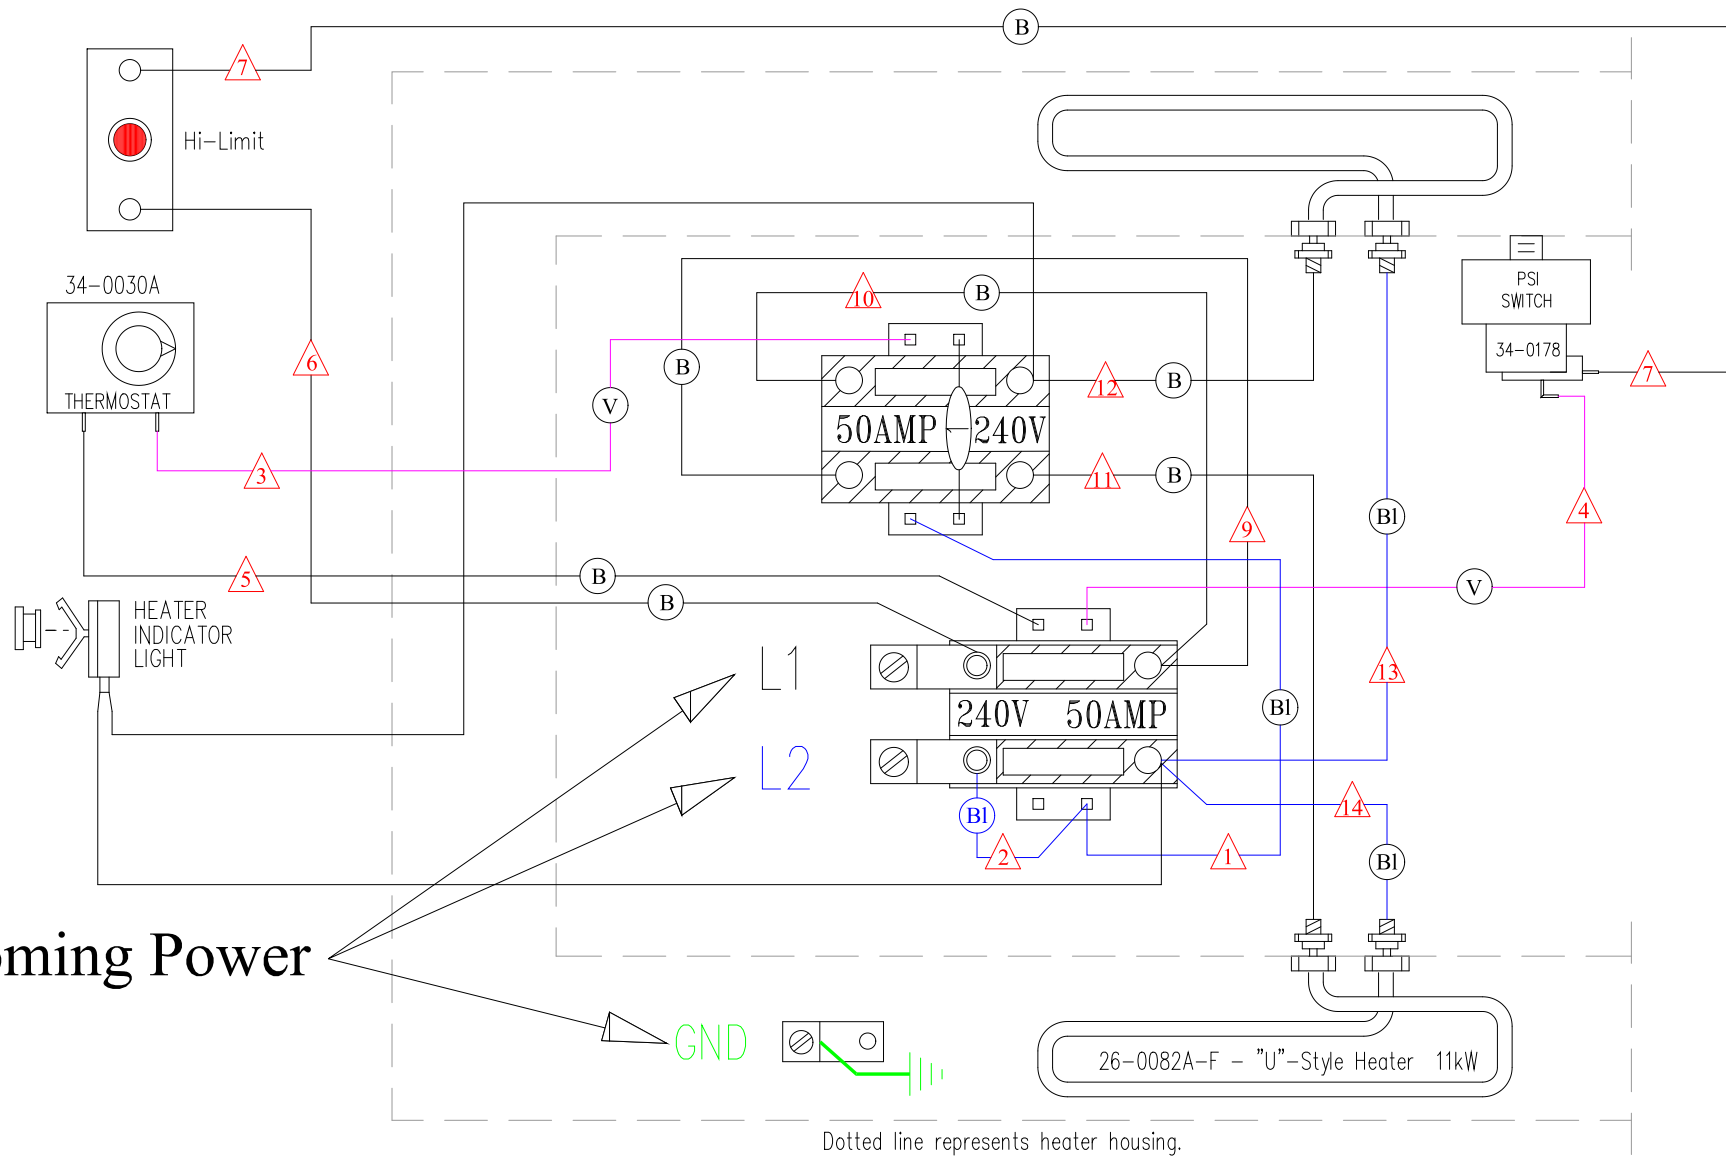 B
7
Hi-Limit
34-0030A
THERMOSTAT
10
B
PSI
SWITCH
34-0178
6
B
12
B
7
V
50AMP
240V
3
11
B
Bl
4
9
5
B
B
V
HEATER
INDICATOR
LIGHT
L1
13
240V 50AMP
Bl
L2
Bl
14
2
1
Bl
oming Power
GND
26-0082A-F - "U"-Style Heater 11kW
Dotted line represents heater housing.